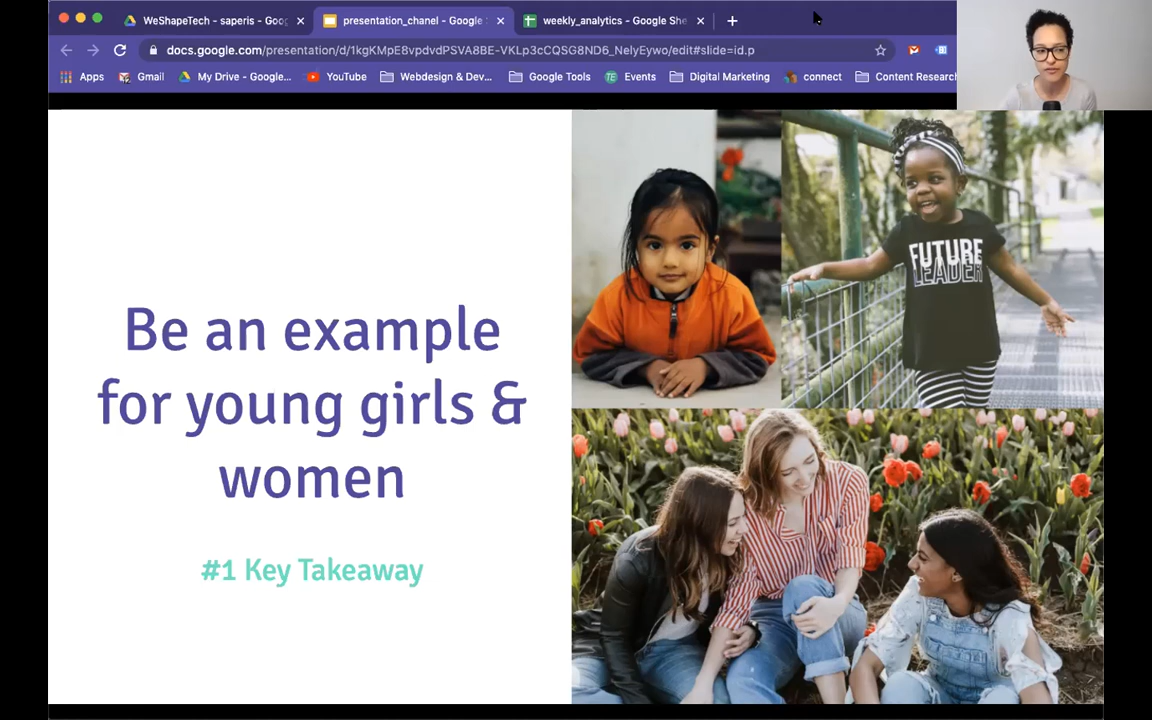 WeShapeTech - saperis - Goog
presentation_chanel - Google S
weekly_analytics - Google She
docs.google.com/presentation/d/1kgKMpE8vpdvdPSVA8BE-VKLp3cCQSG8ND6_NelyEywo/edit#slide=id.p
Apps
Gmail
My Drive - Google...
YouTube
Webdesign & Dev...
Google Tools
Events
Digital Marketing
connect
Content Research
FUTURE
LEADER
Be an example
for young girls &
women
#1 Key Takeaway